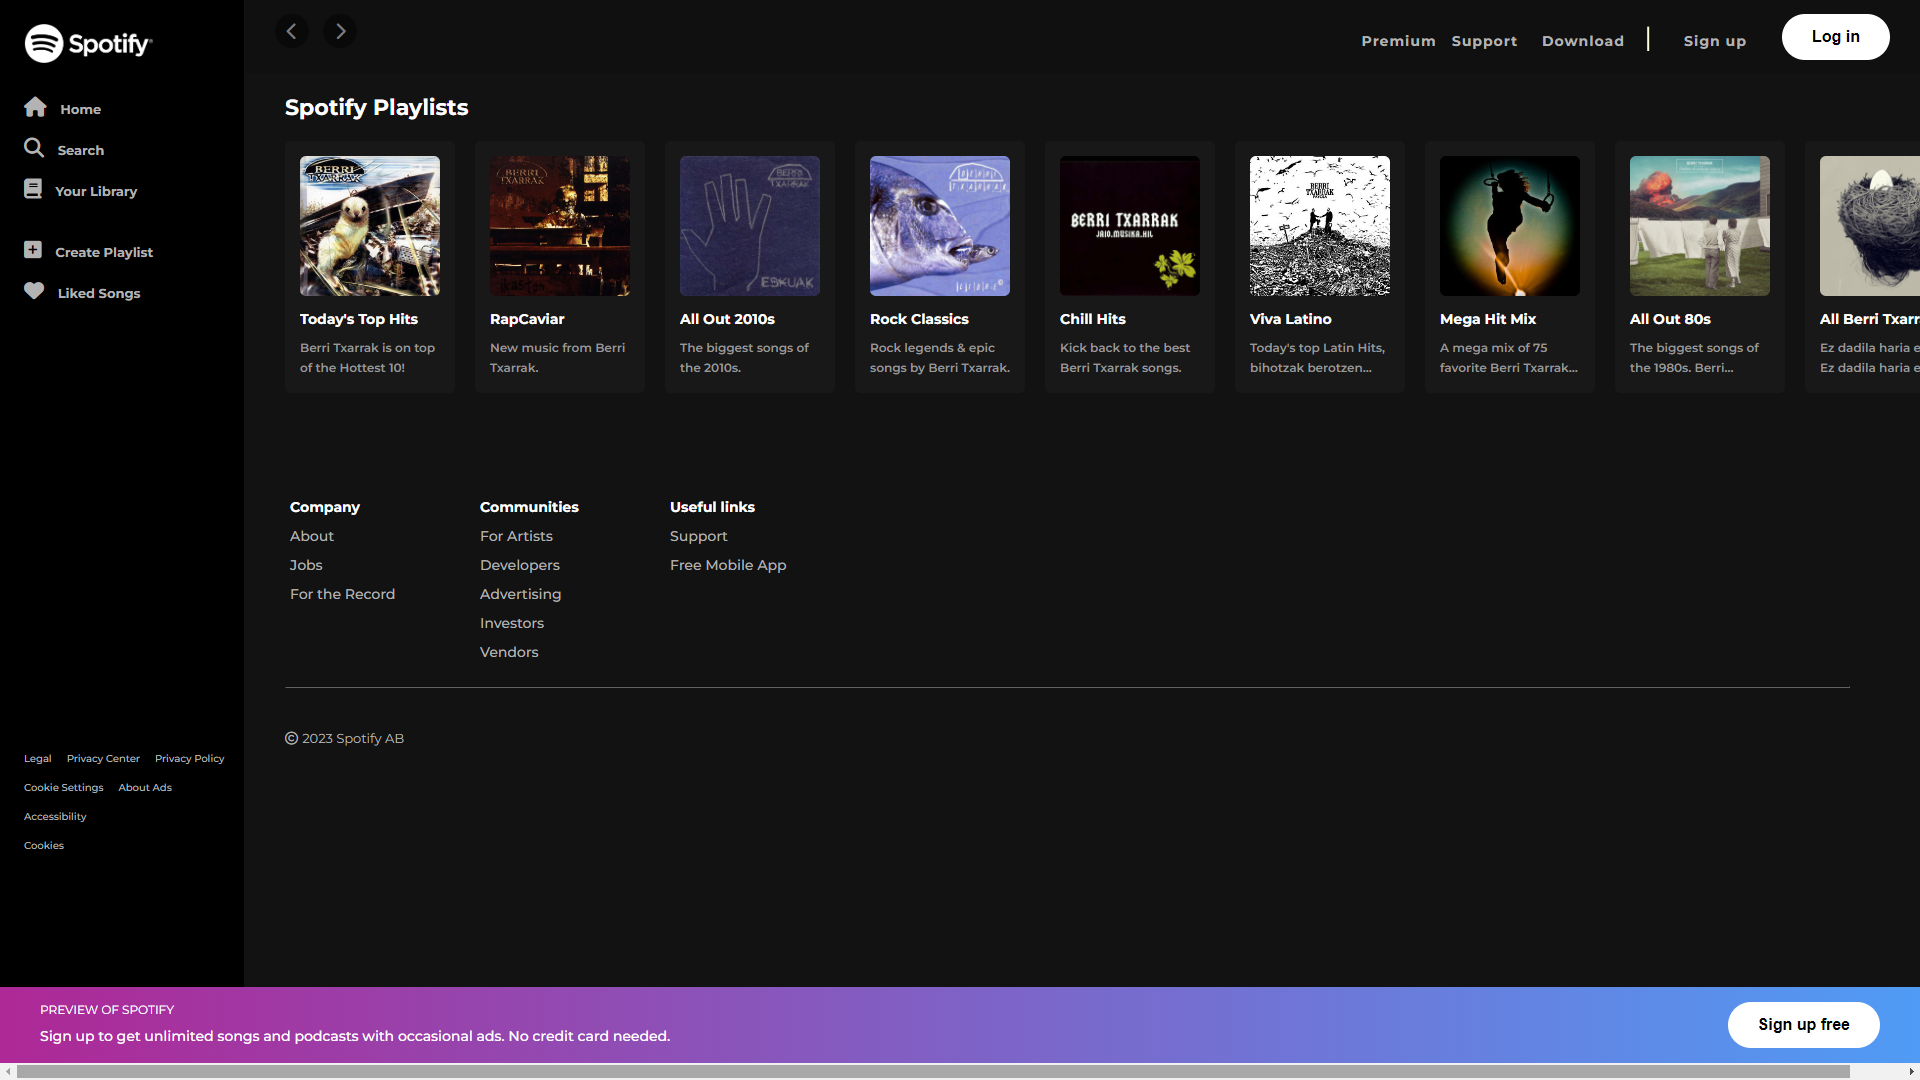 Spotify
Home
Search
Your Library
Create Playlist
Liked Songs
Legal Privacy Center Privacy Policy
Cookie Settings About Ads
Accessibility
Cookies
Premium Support Download Sign up Log in
Spotify Playlists
BERRI TXARRAK
Today's Top Hits
Berri Txarrak is on top
of the Hottest 10!
BERRI TXARRAK
ikasten
RapCaviar
New music from Berri
Txarrak.
BERRI TXARRAK
ESKUAK
All Out 2010s
The biggest songs of
the 2010s.
Rock Classics
Rock legends & epic
songs by Berri Txarrak.
BERRI TXARRAK
JAIO.MUSIKA.HIL
Chill Hits
Kick back to the best
Berri Txarrak songs.
BERRI TXARRAK
Viva Latino
Today's top Latin Hits,
bihotzak berotzen...
Mega Hit Mix
A mega mix of 75
favorite Berri Txarrak...
All Out 80s
The biggest songs of
the 1980s. Berri...
All Berri Txarr
Ez dadila haria e
Ez dadila haria e
Company
About
Jobs
For the Record
Communities
For Artists
Developers
Advertising
Investors
Vendors
Useful links
Support
Free Mobile App
© 2023 Spotify AB
PREVIEW OF SPOTIFY
Sign up to get unlimited songs and podcasts with occasional ads. No credit card needed.
Sign up free